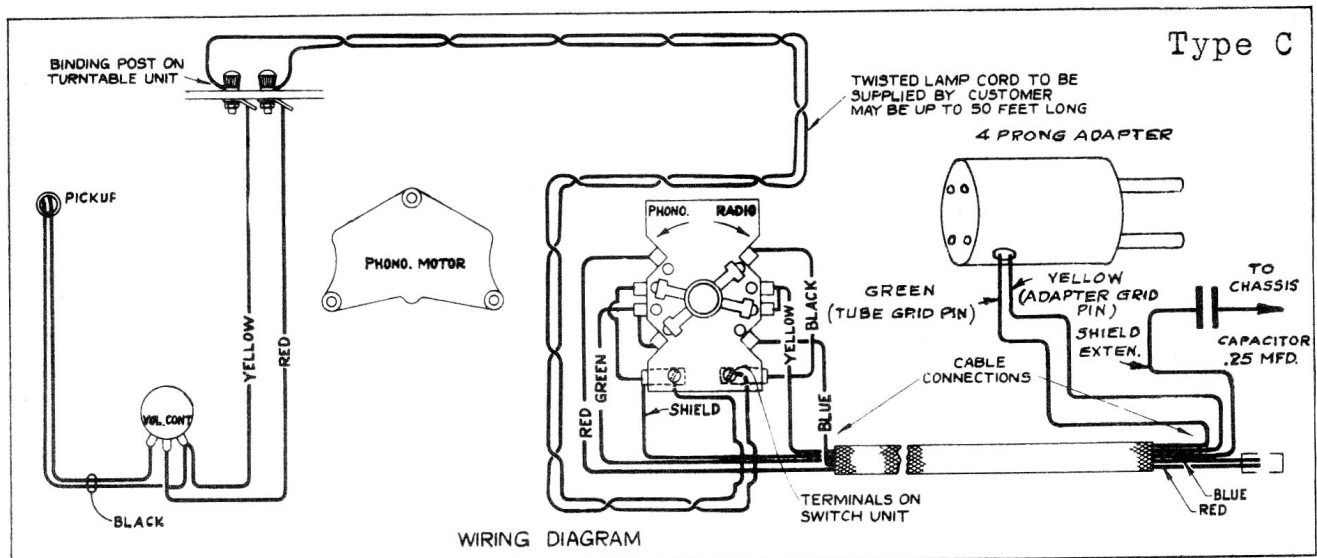 Type C
BINDING POST ON
TURNTABLE UNIT
TWISTED LAMP CORD TO BE
SUPPLIED BY CUSTOMER
MAY BE UP TO 50 FEET LONG
4 PRONG ADAPTER
PICKUP
PHONO. MOTOR
PHONO. RADIO
YELLOW
RED
VOL. CONT
BLACK
RED
GREEN
SHIELD
YELLOW
BLACK
BLUE
GREEN
(TUBE GRID PIN)
YELLOW
(ADAPTER GRID
PIN)
SHIELD
EXTEN.
TO
CHASSIS
CAPACITOR
.25 MFD.
CABLE
CONNECTIONS
TERMINALS ON
SWITCH UNIT
BLUE
RED
WIRING DIAGRAM